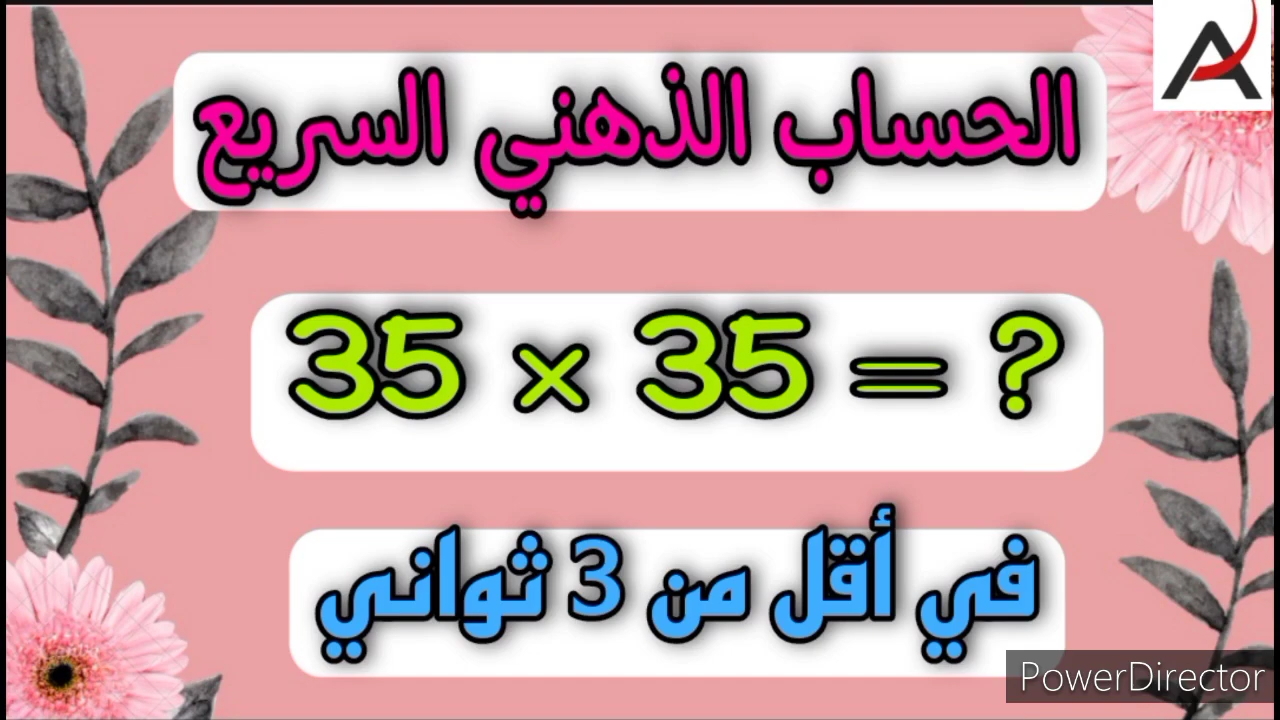 الحساب الذهني السريع
35 × 35 = ?
في أقل من 3 ثواني
PowerDirector